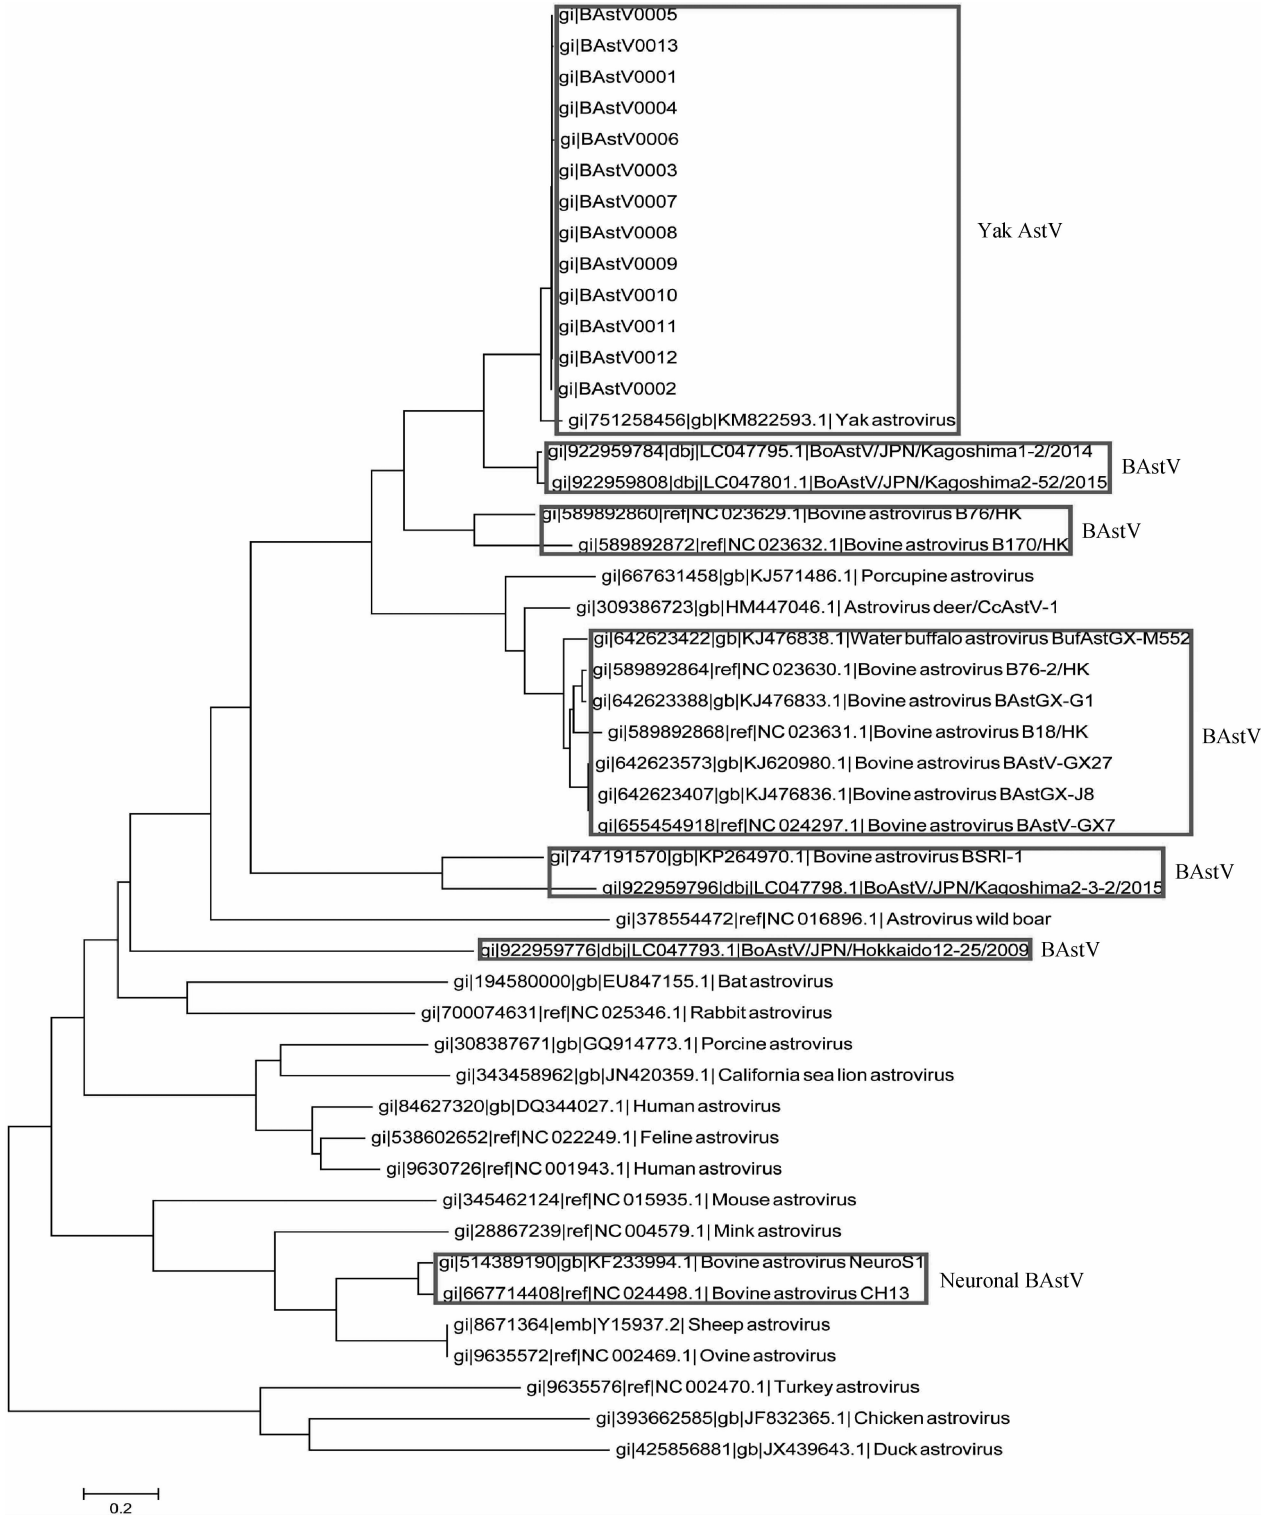 gi|BAstV0005
gi|BAstV0013
gi|BAstV0001
gi|BAstV0004
gi|BAstV0006
gi|BAstV0003
gi|BAstV0007
gi|BAstV0008
Yak AstV
gi|BAstV0009
gi|BAstV0010
gi|BAstV0011
gi|BAstV0012
gi|BAstV0002
gi|751258456|gb|KM822593.1| Yak astrovirus
gi|922959784|dbj|LC047795.1|BoAstV/JPN/Kagoshima1-2/2014
BAstV
gi|922959808|dbj|LC047801.1|BoAstV/JPN/Kagoshima2-52/2015
gi|589892860|ref|NC 023629.1|Bovine astrovirus B76/HK
BAstV
gi|589892872|ref|NC 023632.1|Bovine astrovirus B170/HK
gi|667631458|gb|KJ571486.1| Porcupine astrovirus
gi|309386723|gb|HM447046.1| Astrovirus deer/CcAstV-1
gi|642623422|gb|KJ476838.1|Water buffalo astrovirus BufAstGX-M552
gi|589892864|ref|NC 023630.1|Bovine astrovirus B76-2/HK
gi|642623388|gb|KJ476833.1|Bovine astrovirus BAstGX-G1
gi|589892868|ref|NC 023631.1|Bovine astrovirus B18/HK
BAstV
gi|642623573|gb|KJ620980.1| Bovine astrovirus BAstV-GX27
gi|642623407|gb|KJ476836.1|Bovine astrovirus BAstGX-J8
gi|655454918|ref|NC 024297.1| Bovine astrovirus BAstV-GX7
gi|747191570|gb|KP264970.1| Bovine astrovirus BSRI-1
BAstV
gi|922959796|dbj|LC047798.1|BoAstV/JPN/Kagoshima2-3-2/2015
gi|378554472|ref|NC 016896.1| Astrovirus wild boar
gi|922959776|dbj|LC047793.1|BoAstV/JPN/Hokkaido12-25/2009
BAstV
gi|194580000|gb|EU847155.1| Bat astrovirus
gi|700074631|ref|NC 025346.1| Rabbit astrovirus
gi|308387671|gb|GQ914773.1| Porcine astrovirus
gi|343458962|gb|JN420359.1| California sea lion astrovirus
gi|84627320|gb|DQ344027.1| Human astrovirus
gi|538602652|ref|NC 022249.1| Feline astrovirus
gi|9630726|ref|NC 001943.1| Human astrovirus
gi|345462124|ref|NC 015935.1| Mouse astrovirus
gi|28867239|ref|NC 004579.1| Mink astrovirus
gi|514389190|gb|KF233994.1| Bovine astrovirus NeuroS1
Neuronal BAstV
gi|667714408|ref|NC 024498.1| Bovine astrovirus CH13
gi|8671364|emb|Y15937.2| Sheep astrovirus
gi|9635572|ref|NC 002469.1| Ovine astrovirus
gi|9635576|ref|NC 002470.1| Turkey astrovirus
gi|393662585|gb|JF832365.1| Chicken astrovirus
gi|425856881|gb|JX439643.1| Duck astrovirus
0.2